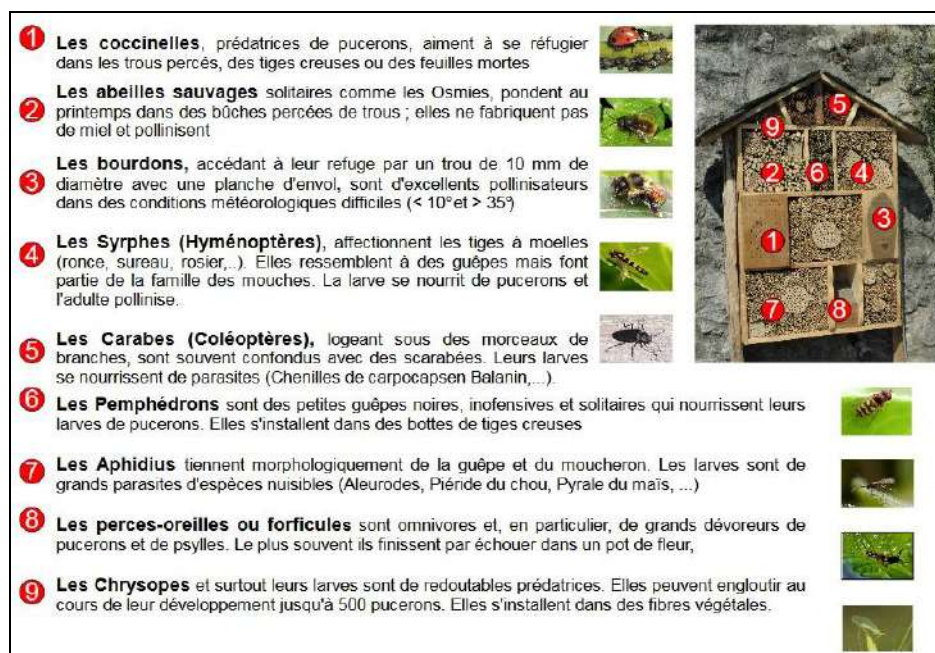 1 Les coccinelles, prédatrices de pucerons, aiment à se réfugier
dans les trous percés, des tiges creuses ou des feuilles mortes
2 Les abeilles sauvages solitaires comme les Osmies, pondent au
printemps dans des bûches percées de trous ; elles ne fabriquent pas
de miel et pollinisent
3 Les bourdons, accédant à leur refuge par un trou de 10 mm de
diamètre avec une planche d'envol, sont d'excellents pollinisateurs
dans des conditions météorologiques difficiles (< 10° et > 35°)
4 Les Syrphes (Hyménoptères), affectionnent les tiges à moelles
(ronce, sureau, rosier,..). Elles ressemblent à des guêpes mais font
partie de la famille des mouches. La larve se nourrit de pucerons et
l'adulte pollinise.
5 Les Carabes (Coléoptères), logeant sous des morceaux de
branches, sont souvent confondus avec des scarabées. Leurs larves
se nourrissent de parasites (Chenilles de carpocapsen Balanin,...).
6 Les Pemphédrons sont des petites guêpes noires, inofensives et solitaires qui nourrissent leurs
larves de pucerons. Elles s'installent dans des bottes de tiges creuses
7 Les Aphidius tiennent morphologiquement de la guêpe et du moucheron. Les larves sont de
grands parasites d'espèces nuisibles (Aleurodes, Piéride du chou, Pyrale du maïs, ...)
8 Les perces-oreilles ou forficules sont omnivores et, en particulier, de grands dévoreurs de
pucerons et de psylles. Le plus souvent ils finissent par échouer dans un pot de fleur,
9 Les Chrysopes et surtout leurs larves sont de redoutables prédatrices. Elles peuvent engloutir au
cours de leur développement jusqu'à 500 pucerons. Elles s'installent dans des fibres végétales.
5
9
2 6 4
1 3
7 8